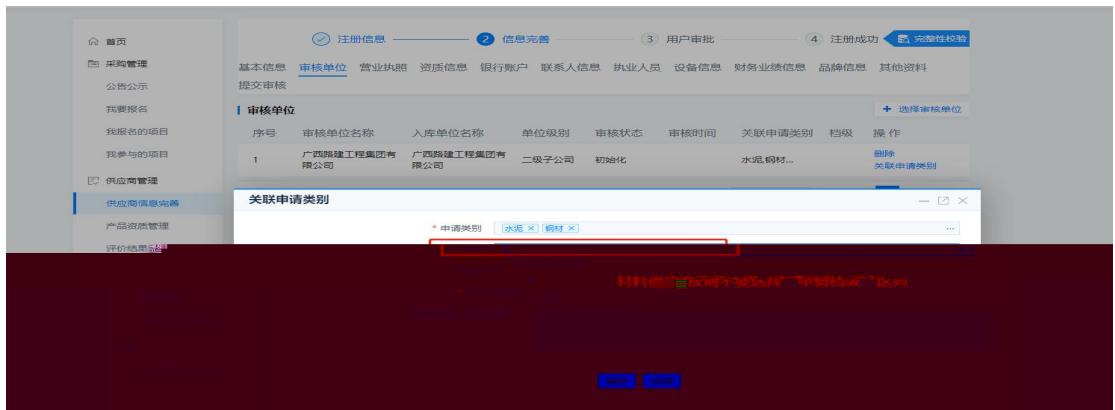 首页
采购管理
公告公示
我要报名
我报名的项目
我参与的项目
供应商管理
供应商信息完善
产品资质管理
评价结果
注册信息 2 信息完善 3 用户审批 4 注册成功 完整性校验
基本信息 审核单位 营业执照 资质信息 银行账户 联系人信息 执业人员 设备信息 财务业绩信息 品牌信息 其他资料
提交审核
审核单位 + 选择审核单位
序号 审核单位名称 入库单位名称 单位级别 审核状态 审核时间 关联申请类别 档级 操作
1 广西路建工程集团有限公司 广西路建工程集团有限公司 二级子公司 初始化 水泥,钢材... 删除
关联申请类别
关联申请类别
* 申请类别 水泥 × 钢材 × ...